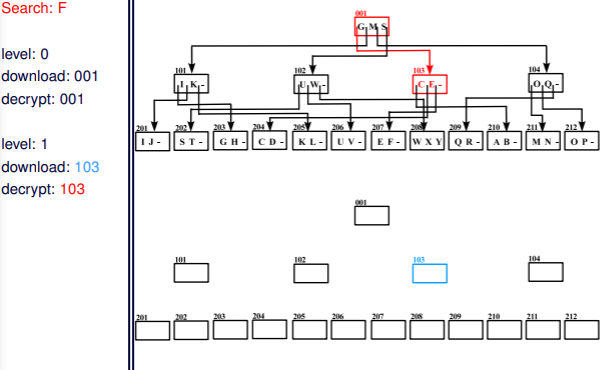 Search: F
level: 0
download: 001
decrypt: 001
level: 1
download: 103
decrypt: 103
001
G M S
101 102 103 104
I K - U W - C E - O Q -
201 202 203 204 205 206 207 208 209 210 211 212
I J - S T - G H - C D - K L - U V - E F - W X Y Q R - A B - M N - O P -
001
101 102 103 104
201 202 203 204 205 206 207 208 209 210 211 212